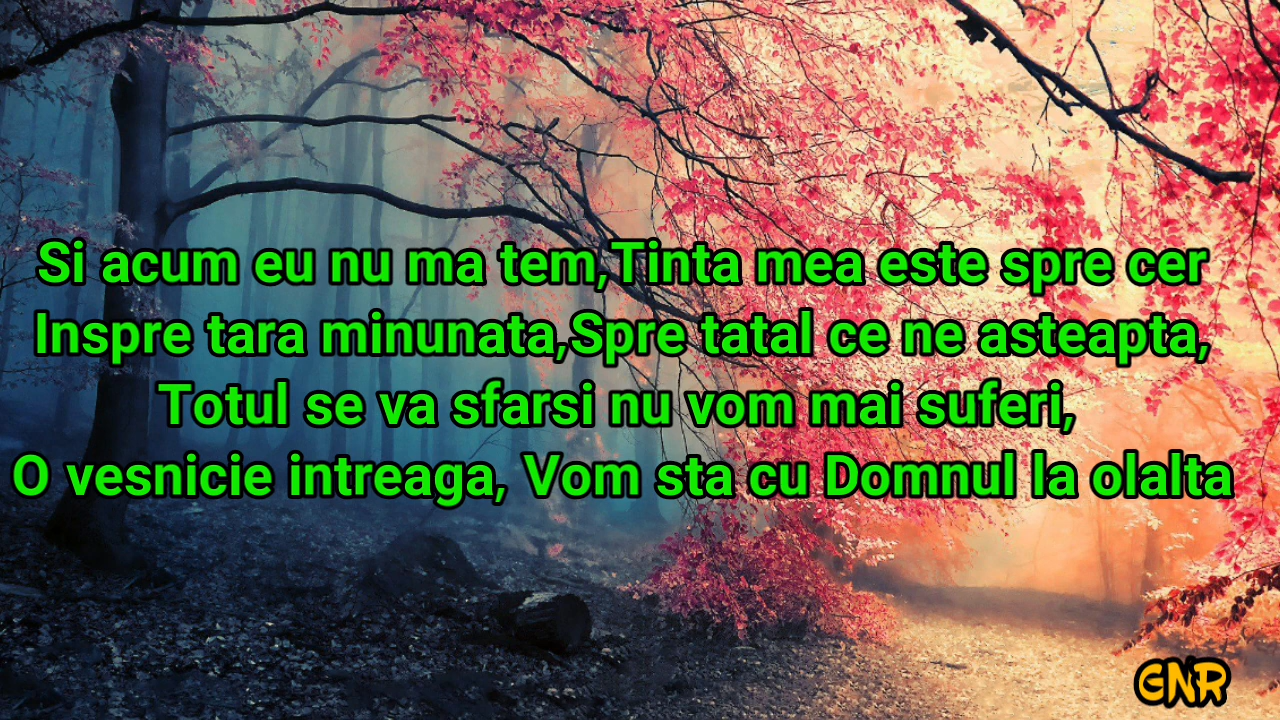 Si acum eu nu ma tem,Tinta mea este spre cer
Inspre tara minunata,Spre tatal ce ne asteapta,
Totul se va sfarsi nu vom mai suferi,
O vesnicie intreaga, Vom sta cu Domnul la olalta
GNR